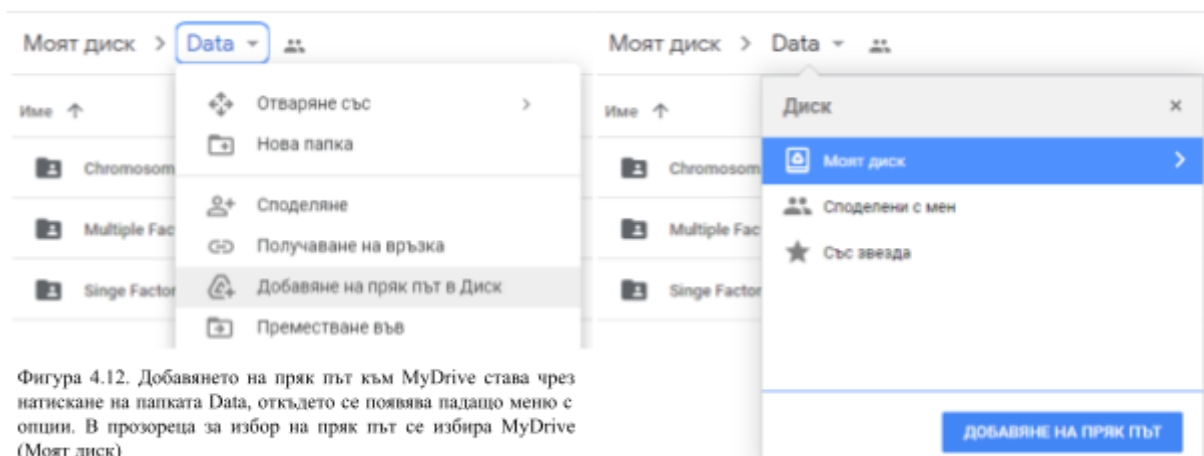 Моят диск > Data
Име ↑
Отваряне със >
Нова папка
Chromosom
Споделяне
Multiple Fac
Получаване на връзка
Singe Factor
Добавяне на пряк път в Диск
Преместване във
Фигура 4.12. Добавянето на пряк път към MyDrive става чрез
натискане на папката Data, откъдето се появява падащо меню с
опции. В прозореца за избор на пряк път се избира MyDrive
(Моят диск)
Моят диск > Data
Име ↑
Диск ×
Chromosom
Моят диск >
Multiple Fac
Споделени с мен
Със звезда
Singe Factor
ДОБАВЯНЕ НА ПРЯК ПЪТ